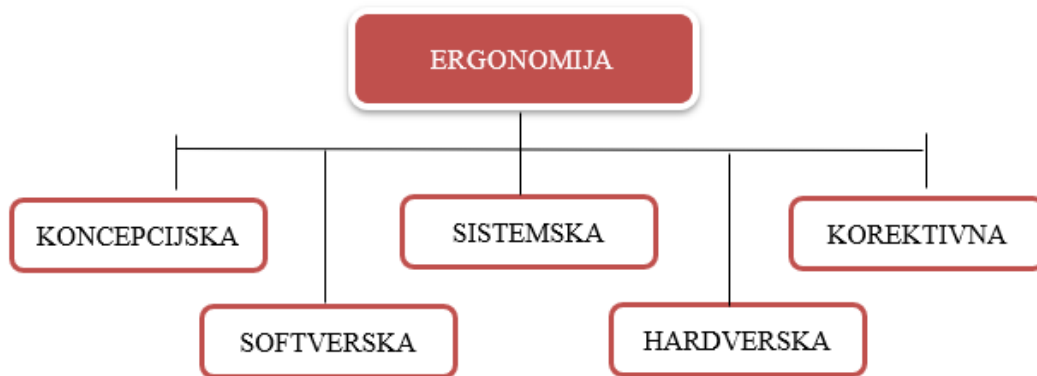 ERGONOMIJA
KONCEPCIJSKA
SISTEMSKA
KOREKTIVNA
SOFTVERSKA
HARDVERSKA